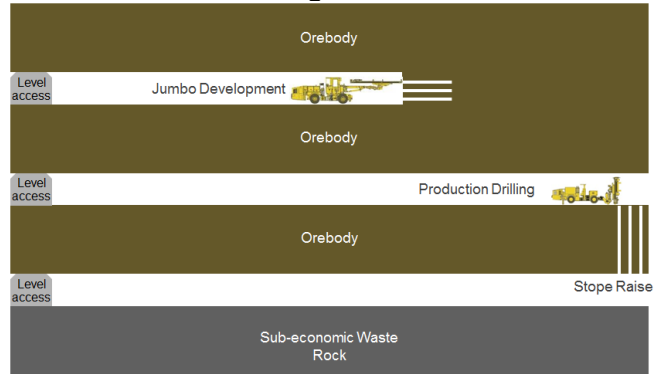 Orebody
Level
access
Jumbo Development
Orebody
Level
access
Production Drilling
Orebody
Level
access
Stope Raise
Sub-economic Waste
Rock